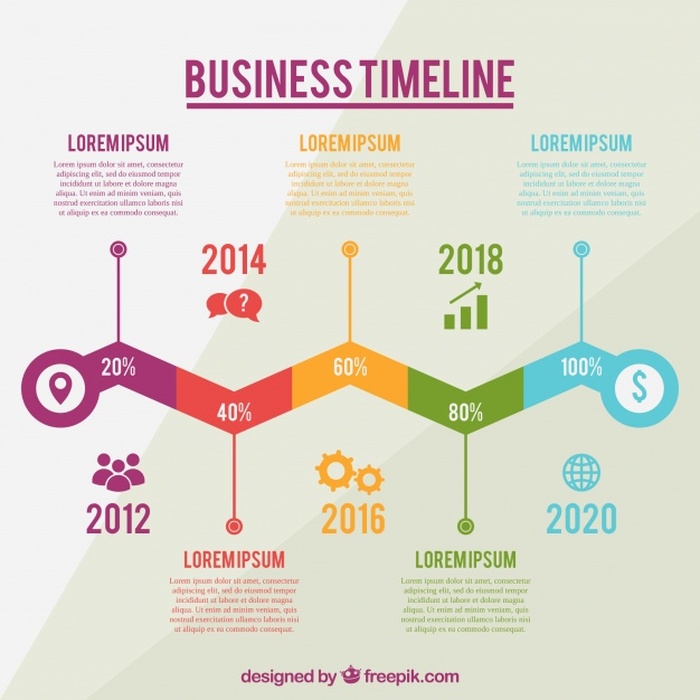 BUSINESS TIMELINE
LOREM IPSUM
Lorem ipsum dolor sit amet, consectetur
adipiscing elit, sed do eiusmod tempor
incididunt ut labore et dolore magna
aliqua. Ut enim ad minim veniam, quis
nostrud exercitation ullamco laboris nisi
ut aliquip ex ea commodo consequat.
LOREM IPSUM
Lorem ipsum dolor sit amet, consectetur
adipiscing elit, sed do eiusmod tempor
incididunt ut labore et dolore magna
aliqua. Ut enim ad minim veniam, quis
nostrud exercitation ullamco laboris nisi
ut aliquip ex ea commodo consequat.
LOREM IPSUM
Lorem ipsum dolor sit amet, consectetur
adipiscing elit, sed do eiusmod tempor
incididunt ut labore et dolore magna
aliqua. Ut enim ad minim veniam, quis
nostrud exercitation ullamco laboris nisi
ut aliquip ex ea commodo consequat.
2014
?
2018
20%
40%
60%
80%
100%
$
2012
2016
2020
LOREM IPSUM
Lorem ipsum dolor sit amet, consectetur
adipiscing elit, sed do eiusmod tempor
incididunt ut labore et dolore magna
aliqua. Ut enim ad minim veniam, quis
nostrud exercitation ullamco laboris nisi
ut aliquip ex ea commodo consequat.
LOREM IPSUM
Lorem ipsum dolor sit amet, consectetur
adipiscing elit, sed do eiusmod tempor
incididunt ut labore et dolore magna
aliqua. Ut enim ad minim veniam, quis
nostrud exercitation ullamco laboris nisi
ut aliquip ex ea commodo consequat.
designed by freepik.com